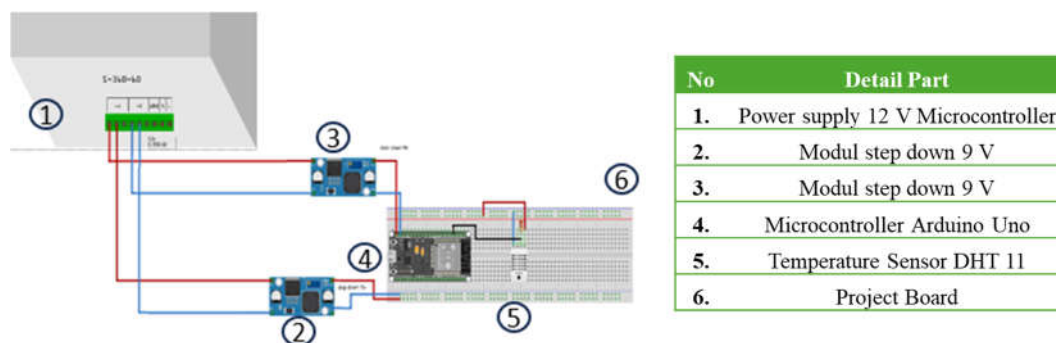 S-360-60
1
3
6
4
2
5
No Detail Part
1. Power supply 12 V Microcontroller
2. Modul step down 9 V
3. Modul step down 9 V
4. Microcontroller Arduino Uno
5. Temperature Sensor DHT 11
6. Project Board